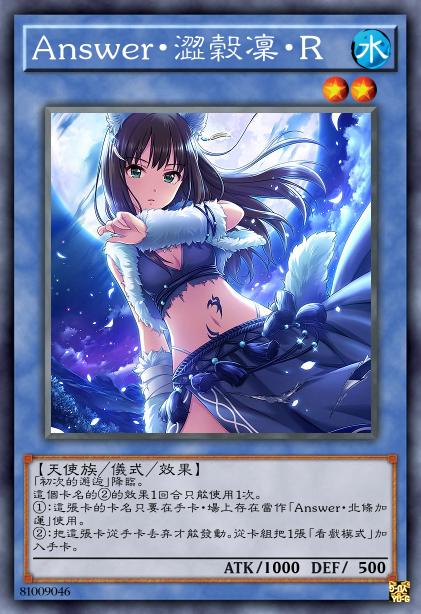 Answer・澀穀凜・R
水
【天使族/儀式/效果】
「初次的邂逅」降臨。
這個卡名的②的效果1回合只能使用1次。
①:這張卡的卡名只要在手卡・場上存在當作「Answer・北條加
蓮」使用。
②:把這張卡從手卡丟弃才能發動。從卡組把1張「看戲模式」加
入手卡。
ATK/1000 DEF/ 500
81009046